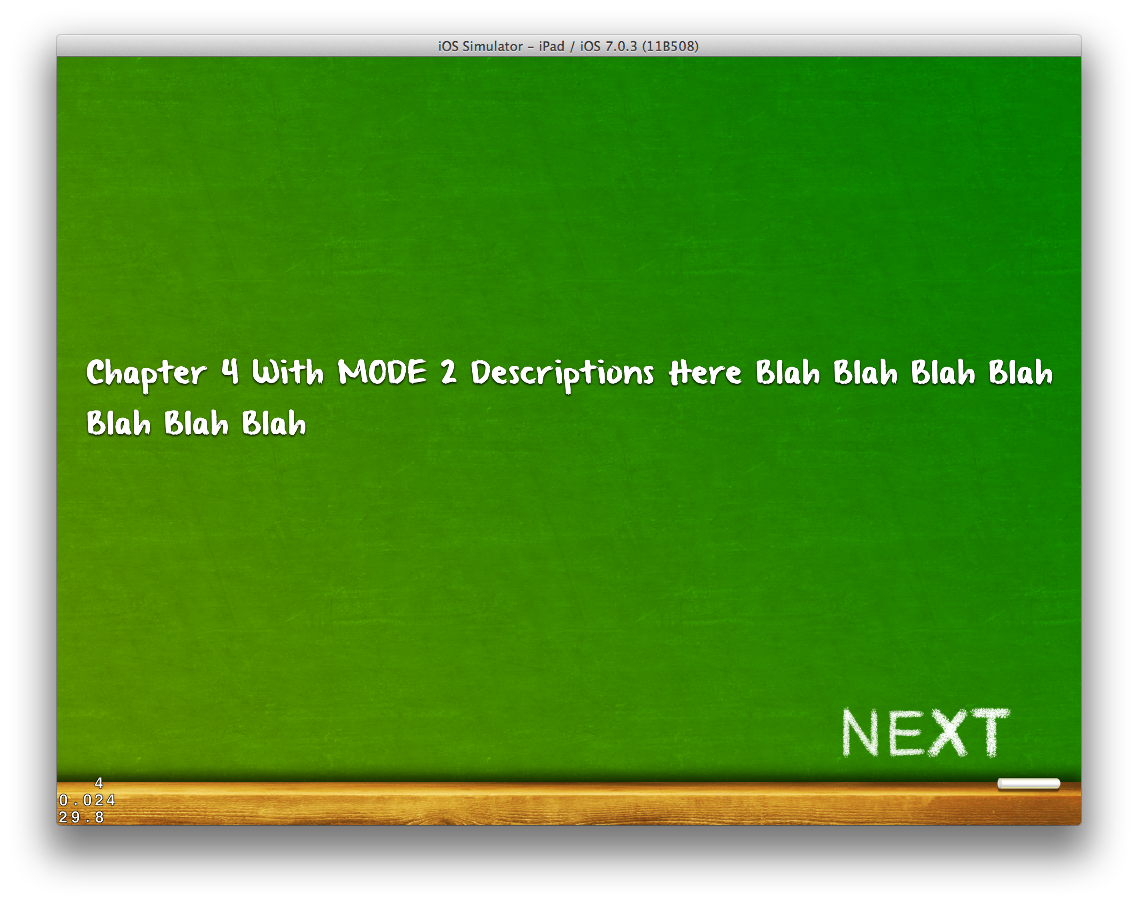 iOS Simulator – iPad / iOS 7.0.3 (11B508)
Chapter 4 With MODE 2 Descriptions Here Blah Blah Blah Blah
Blah Blah Blah
NEXT
4
0.024
29.8